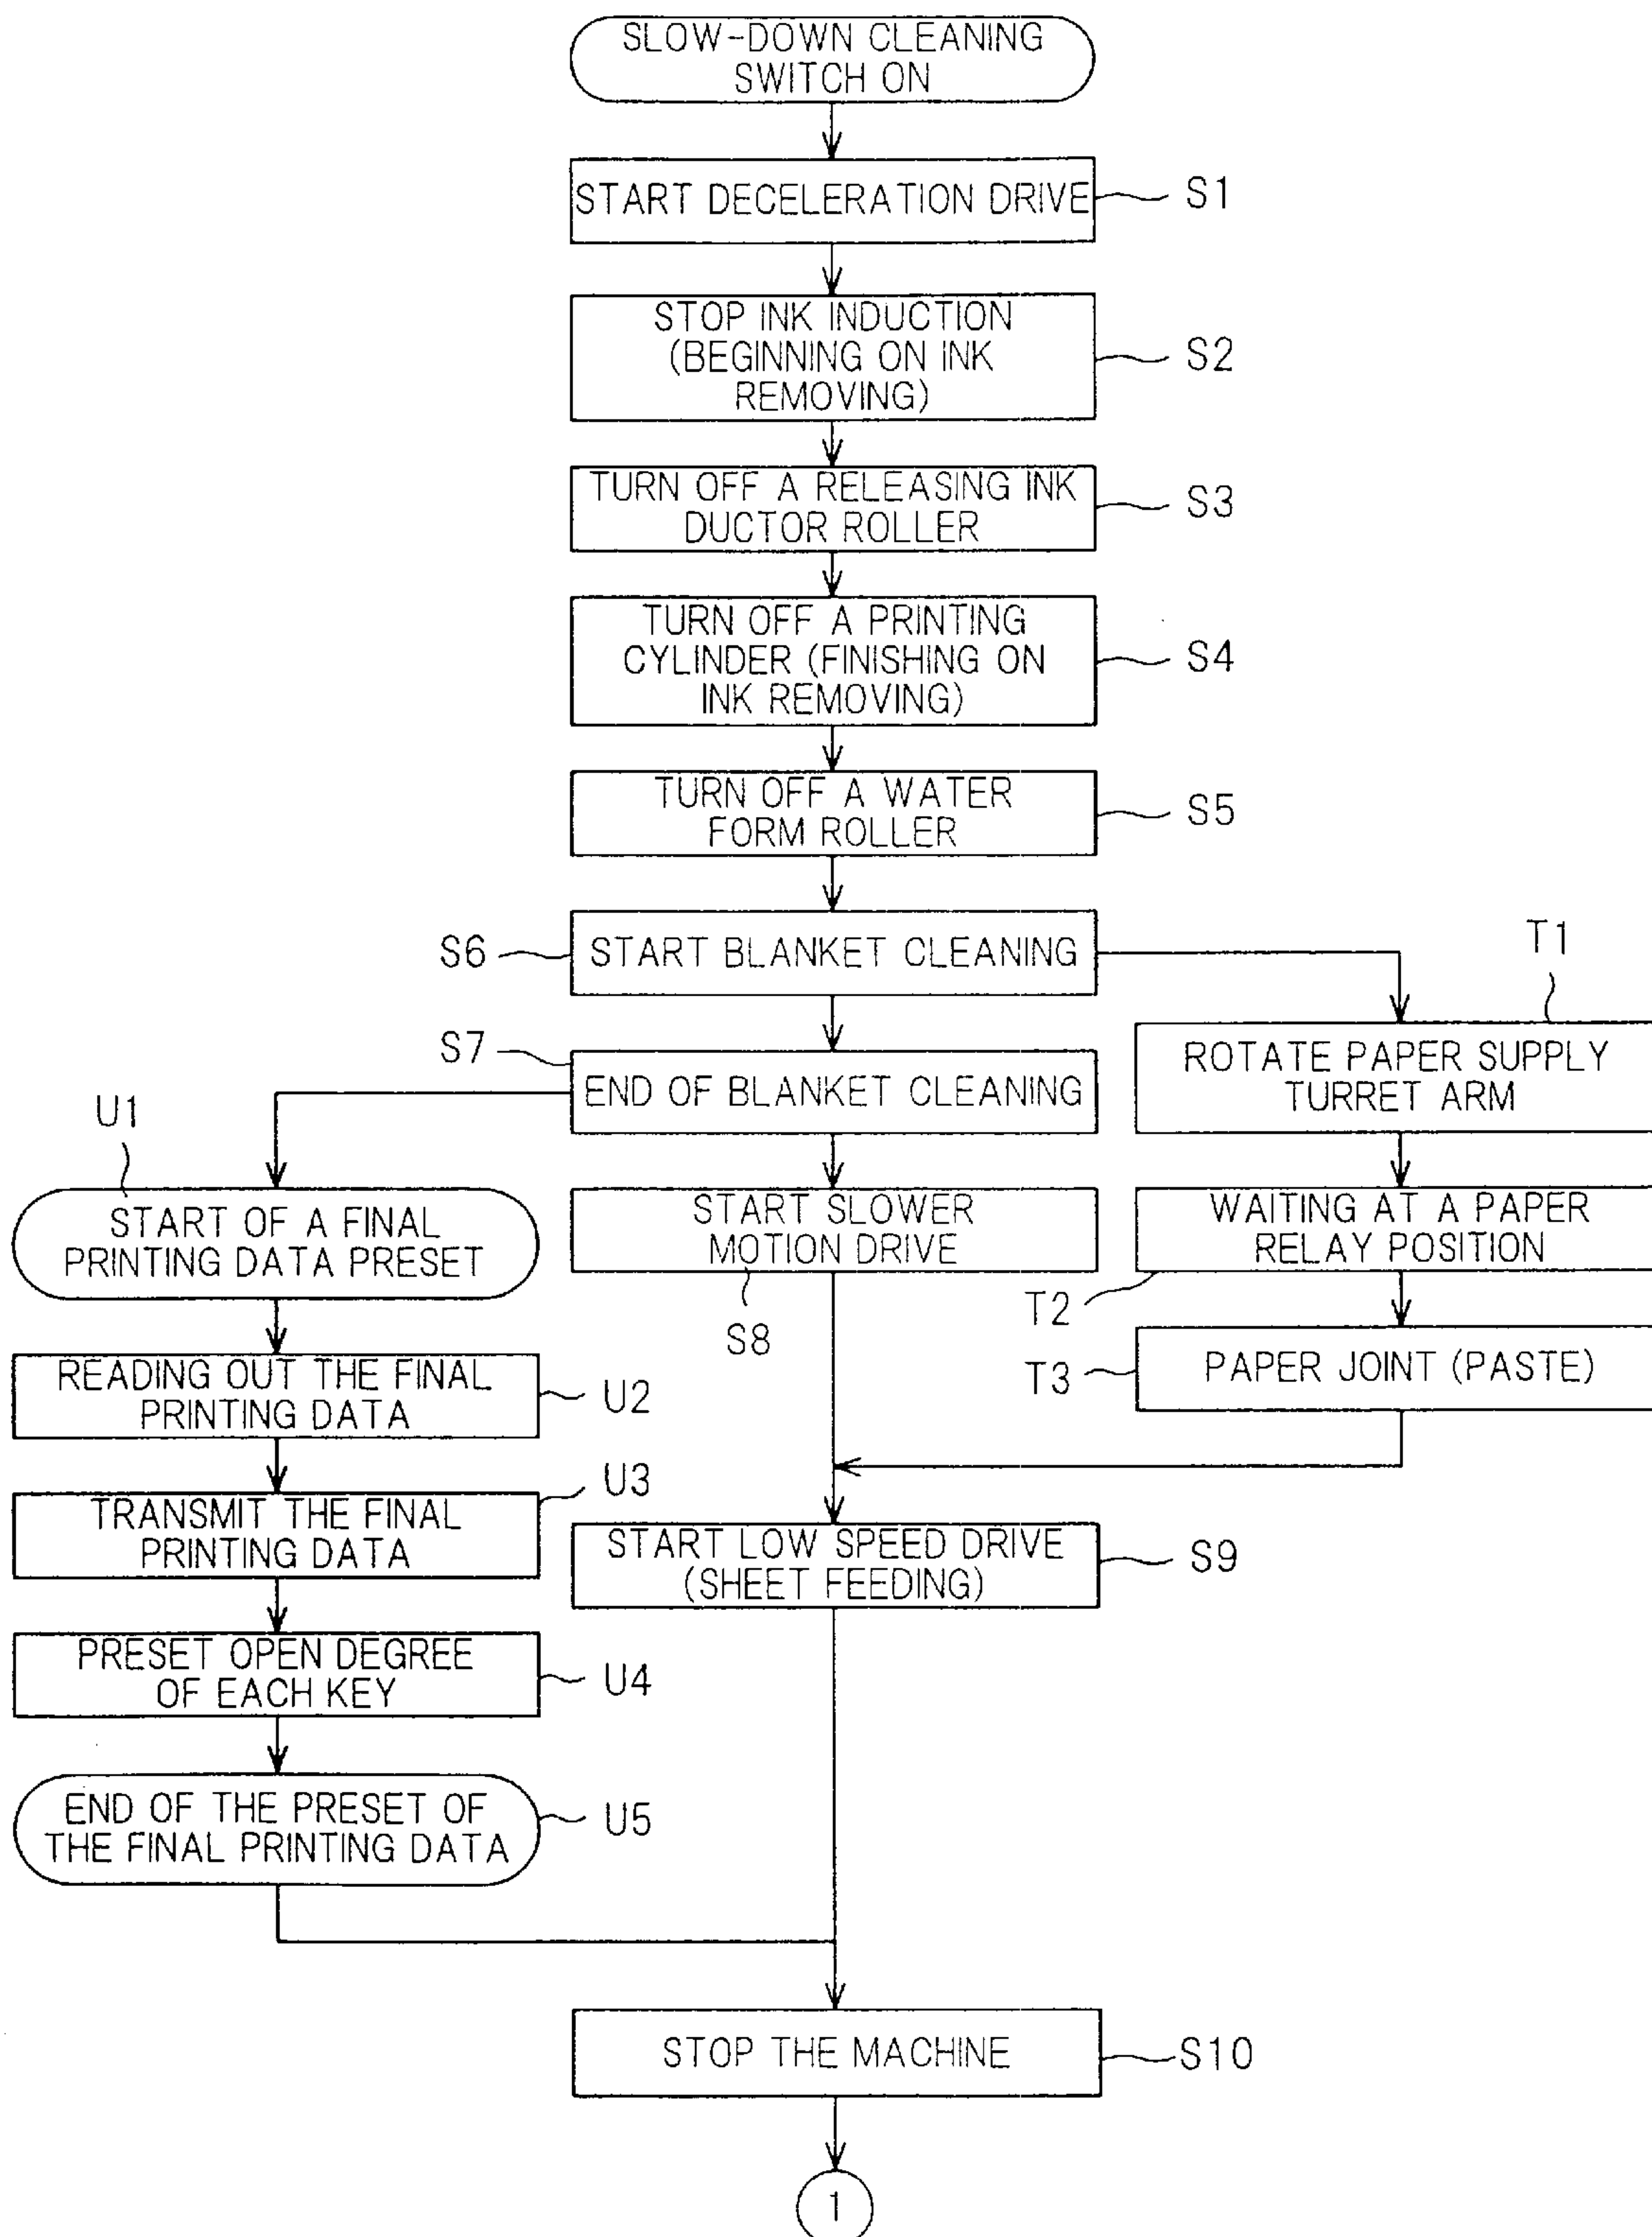 SLOW-DOWN CLEANING
SWITCH ON
START DECELERATION DRIVE
S1
STOP INK INDUCTION
(BEGINNING ON INK
REMOVING)
S2
TURN OFF A RELEASING INK
DUCTOR ROLLER
S3
TURN OFF A PRINTING
CYLINDER (FINISHING ON
INK REMOVING)
S4
TURN OFF A WATER
FORM ROLLER
S5
S6
START BLANKET CLEANING
T1
ROTATE PAPER SUPPLY
TURRET ARM
S7
END OF BLANKET CLEANING
U1
START OF A FINAL
PRINTING DATA PRESET
START SLOWER
MOTION DRIVE
S8
WAITING AT A PAPER
RELAY POSITION
T2
T3
PAPER JOINT (PASTE)
READING OUT THE FINAL
PRINTING DATA
U2
TRANSMIT THE FINAL
PRINTING DATA
U3
START LOW SPEED DRIVE
(SHEET FEEDING)
S9
PRESET OPEN DEGREE
OF EACH KEY
U4
END OF THE PRESET OF
THE FINAL PRINTING DATA
U5
STOP THE MACHINE
S10
1